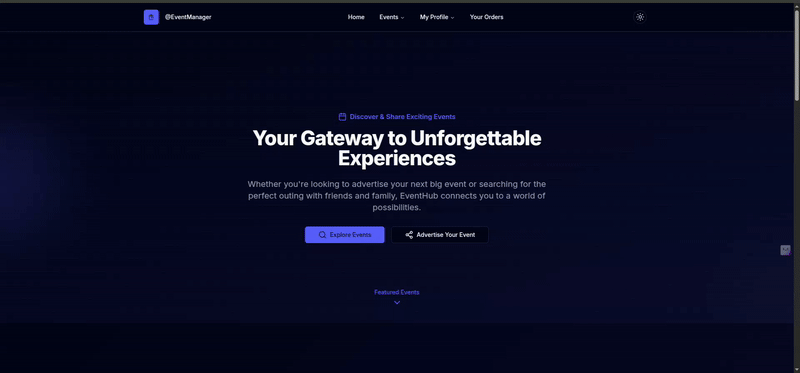 @EventManager
Home
Events
My Profile
Your Orders
Discover & Share Exciting Events
Your Gateway to Unforgettable
Experiences
Whether you're looking to advertise your next big event or searching for the
perfect outing with friends and family, EventHub connects you to a world of
possibilities.
Explore Events
Advertise Your Event
Featured Events